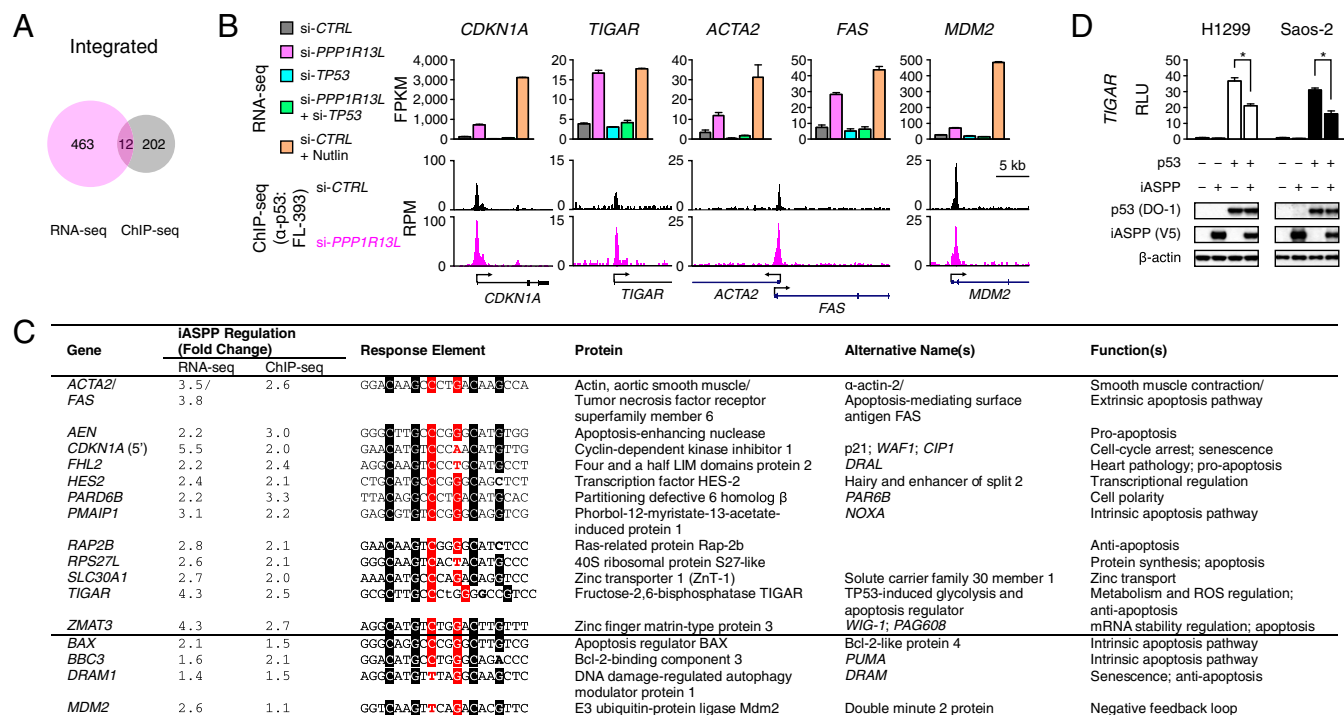 A
Integrated
463
12
202
RNA-seq
ChIP-seq
B
si-CTRL
si-PPP1R13L
si-TP53
si-PPP1R13L
+ si-TP53
si-CTRL
+ Nutlin
RNA-seq
FPKM
CDKN1A
TIGAR
ACTA2
FAS
MDM2
4,000
3,000
2,000
1,000
0
20
15
10
5
0
40
30
20
10
0
60
50
40
30
20
10
0
500
400
300
200
100
0
ChIP-seq
(α-p53:
FL-393)
si-CTRL
si-PPP1R13L
RPM
100
0
100
0
25
0
25
0
25
0
25
0
25
0
25
0
5 kb
CDKN1A
TIGAR
ACTA2
FAS
MDM2
D
H1299
Saos-2
TIGAR
RLU
50
40
30
20
10
0
*
*
p53 – – + + – – + +
iASPP – + – + – + – +
p53 (DO-1)
iASPP (V5)
β-actin
C
Gene
iASPP Regulation
(Fold Change)
RNA-seq ChIP-seq
Response Element
Protein
Alternative Name(s)
Function(s)
ACTA2/ 3.5/ 2.6 GGACAAGCCCTGACAAGCCA Actin, aortic smooth muscle/ α-actin-2/ Smooth muscle contraction/
FAS 3.8 Tumor necrosis factor receptor Apoptosis-mediating surface Extrinsic apoptosis pathway
superfamily member 6 antigen FAS
AEN 2.2 3.0 GGGCTTGCCCGGGCATGTGG Apoptosis-enhancing nuclease Pro-apoptosis
CDKN1A (5') 5.5 2.0 GAACATGTCCCAACATGTTG Cyclin-dependent kinase inhibitor 1 p21; WAF1; CIP1 Cell-cycle arrest; senescence
FHL2 2.2 2.4 AGGCAAGTCCCTGCATGCCT Four and a half LIM domains protein 2 DRAL Heart pathology; pro-apoptosis
HES2 2.4 2.1 CTGCATGCCCGGGCAGCTCT Transcription factor HES-2 Hairy and enhancer of split 2 Transcriptional regulation
PARD6B 2.2 3.3 TTACAGGCCCTGACATGCAC Partitioning defective 6 homolog β PAR6B Cell polarity
PMAIP1 3.1 2.2 GAGCGTGTCCGGGCAGGTCG Phorbol-12-myristate-13-acetate- NOXA Intrinsic apoptosis pathway
induced protein 1
RAP2B 2.8 2.1 GAACAAGTCGGGGCATCTCC Ras-related protein Rap-2b Anti-apoptosis
RPS27L 2.6 2.1 GGGCAAGTCACTACATGCCC 40S ribosomal protein S27-like Protein synthesis; apoptosis
SLC30A1 2.7 2.0 AAACATGCCCAGACAGGTCC Zinc transporter 1 (ZnT-1) Solute carrier family 30 member 1 Zinc transport
TIGAR 4.3 2.5 GCGCTTGCCCtGGGGGCCGTCC Fructose-2,6-bisphosphatase TIGAR TP53-induced glycolysis and Metabolism and ROS regulation;
apoptosis regulator anti-apoptosis
ZMAT3 4.3 2.7 AGGCATGTCTGGACTTGTTT Zinc finger matrin-type protein 3 WIG-1; PAG608 mRNA stability regulation; apoptosis
BAX 2.1 1.5 GGGCAGGCCCGGGCTTGTCG Apoptosis regulator BAX Bcl-2-like protein 4 Intrinsic apoptosis pathway
BBC3 1.6 2.1 GGACATGCCTGGGCAGACCC Bcl-2-binding component 3 PUMA Intrinsic apoptosis pathway
DRAM1 1.4 1.5 AGGCATGTTTAGGCAAGCTC DNA damage-regulated autophagy DRAM Senescence; anti-apoptosis
modulator protein 1
MDM2 2.6 1.1 GGTCAAGTTCAGACACGTTC E3 ubiquitin-protein ligase Mdm2 Double minute 2 protein Negative feedback loop